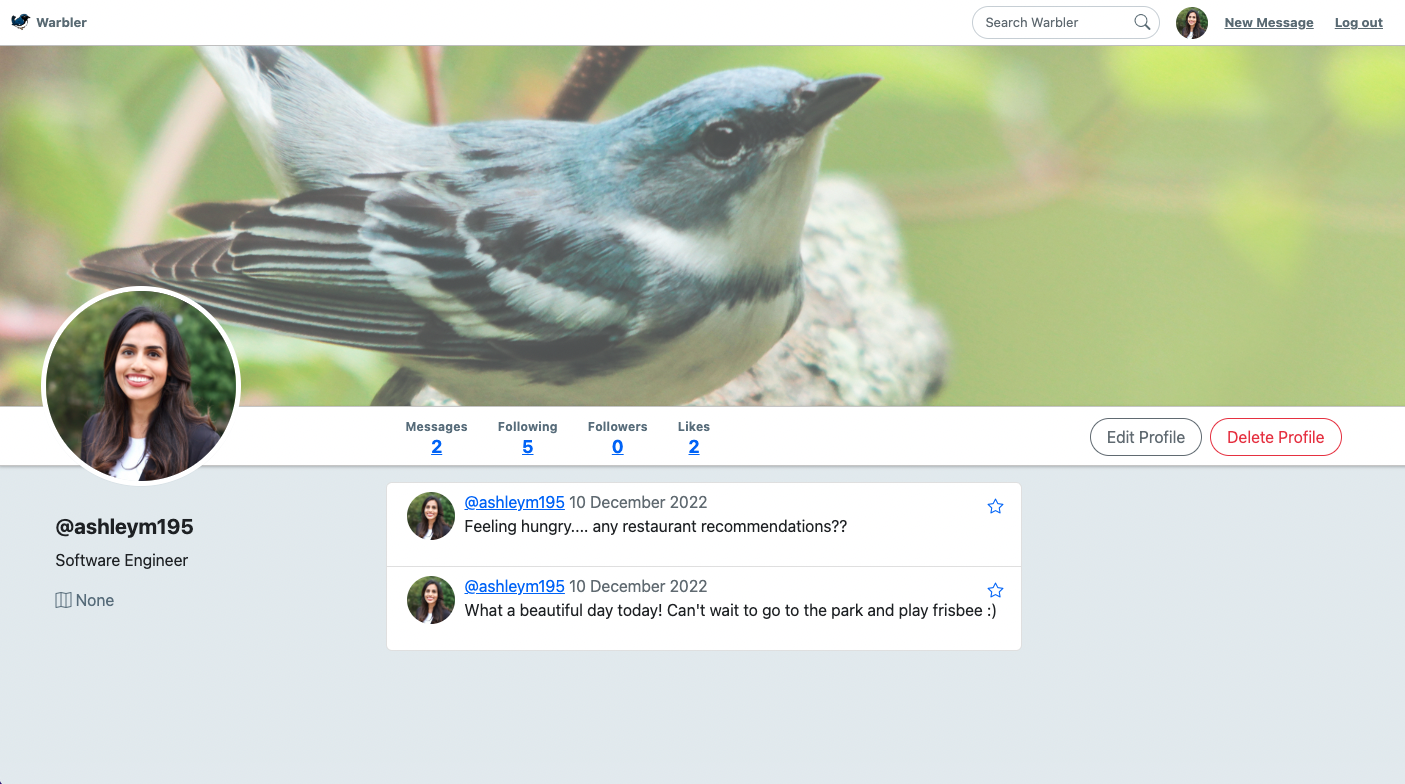 Warbler
Search Warbler
New Message
Log out
Messages Following Followers Likes
2 5 0 2
Edit Profile
Delete Profile
@ashleym195
Software Engineer
None
@ashleym195 10 December 2022
Feeling hungry.... any restaurant recommendations??
@ashleym195 10 December 2022
What a beautiful day today! Can't wait to go to the park and play frisbee :)